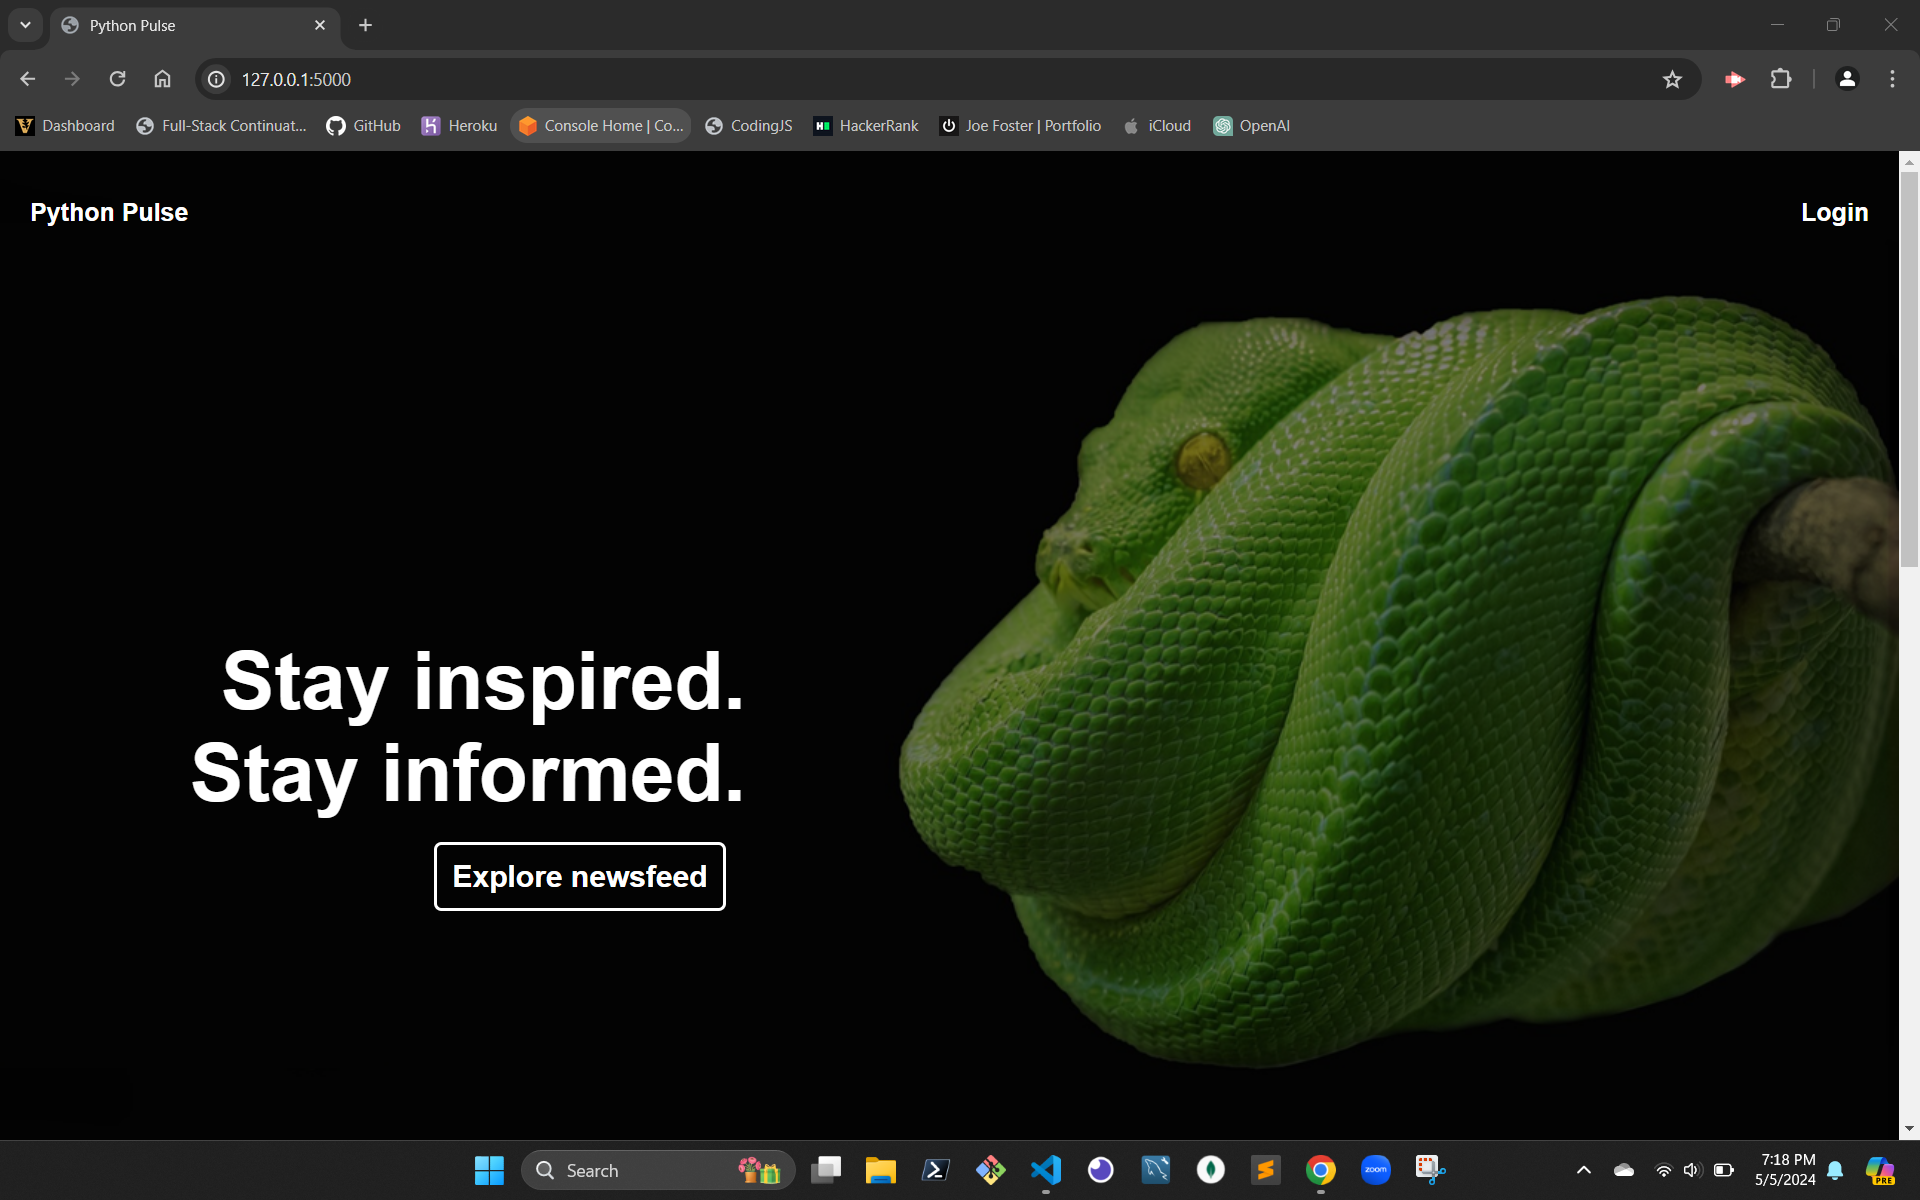 Python Pulse
127.0.0.1:5000
Dashboard
Full-Stack Continuat...
GitHub
Heroku
Console Home | Co...
CodingJS
HackerRank
Joe Foster | Portfolio
iCloud
OpenAI
Python Pulse
Login
Stay inspired.
Stay informed.
Explore newsfeed
Search
zoom
7:18 PM
5/5/2024
PRE